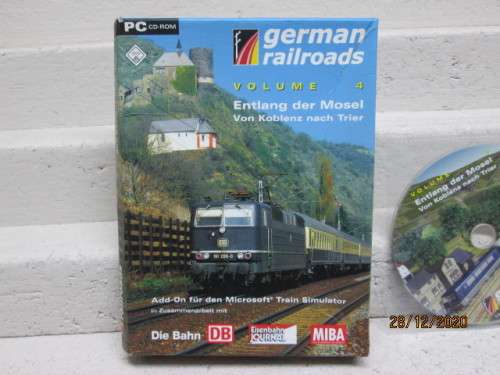 PC CD-ROM
german
railroads
VOLUME 4
Entlang der Mosel
Von Koblenz nach Trier
Add-On für den Microsoft® Train Simulator
in Zusammenarbeit mit
Die Bahn DB
Eisenbahn
JOURNAL
MIBA
VOLUM
Entlang der Mosel
Von Koblenz nach Trier
28/12/2020